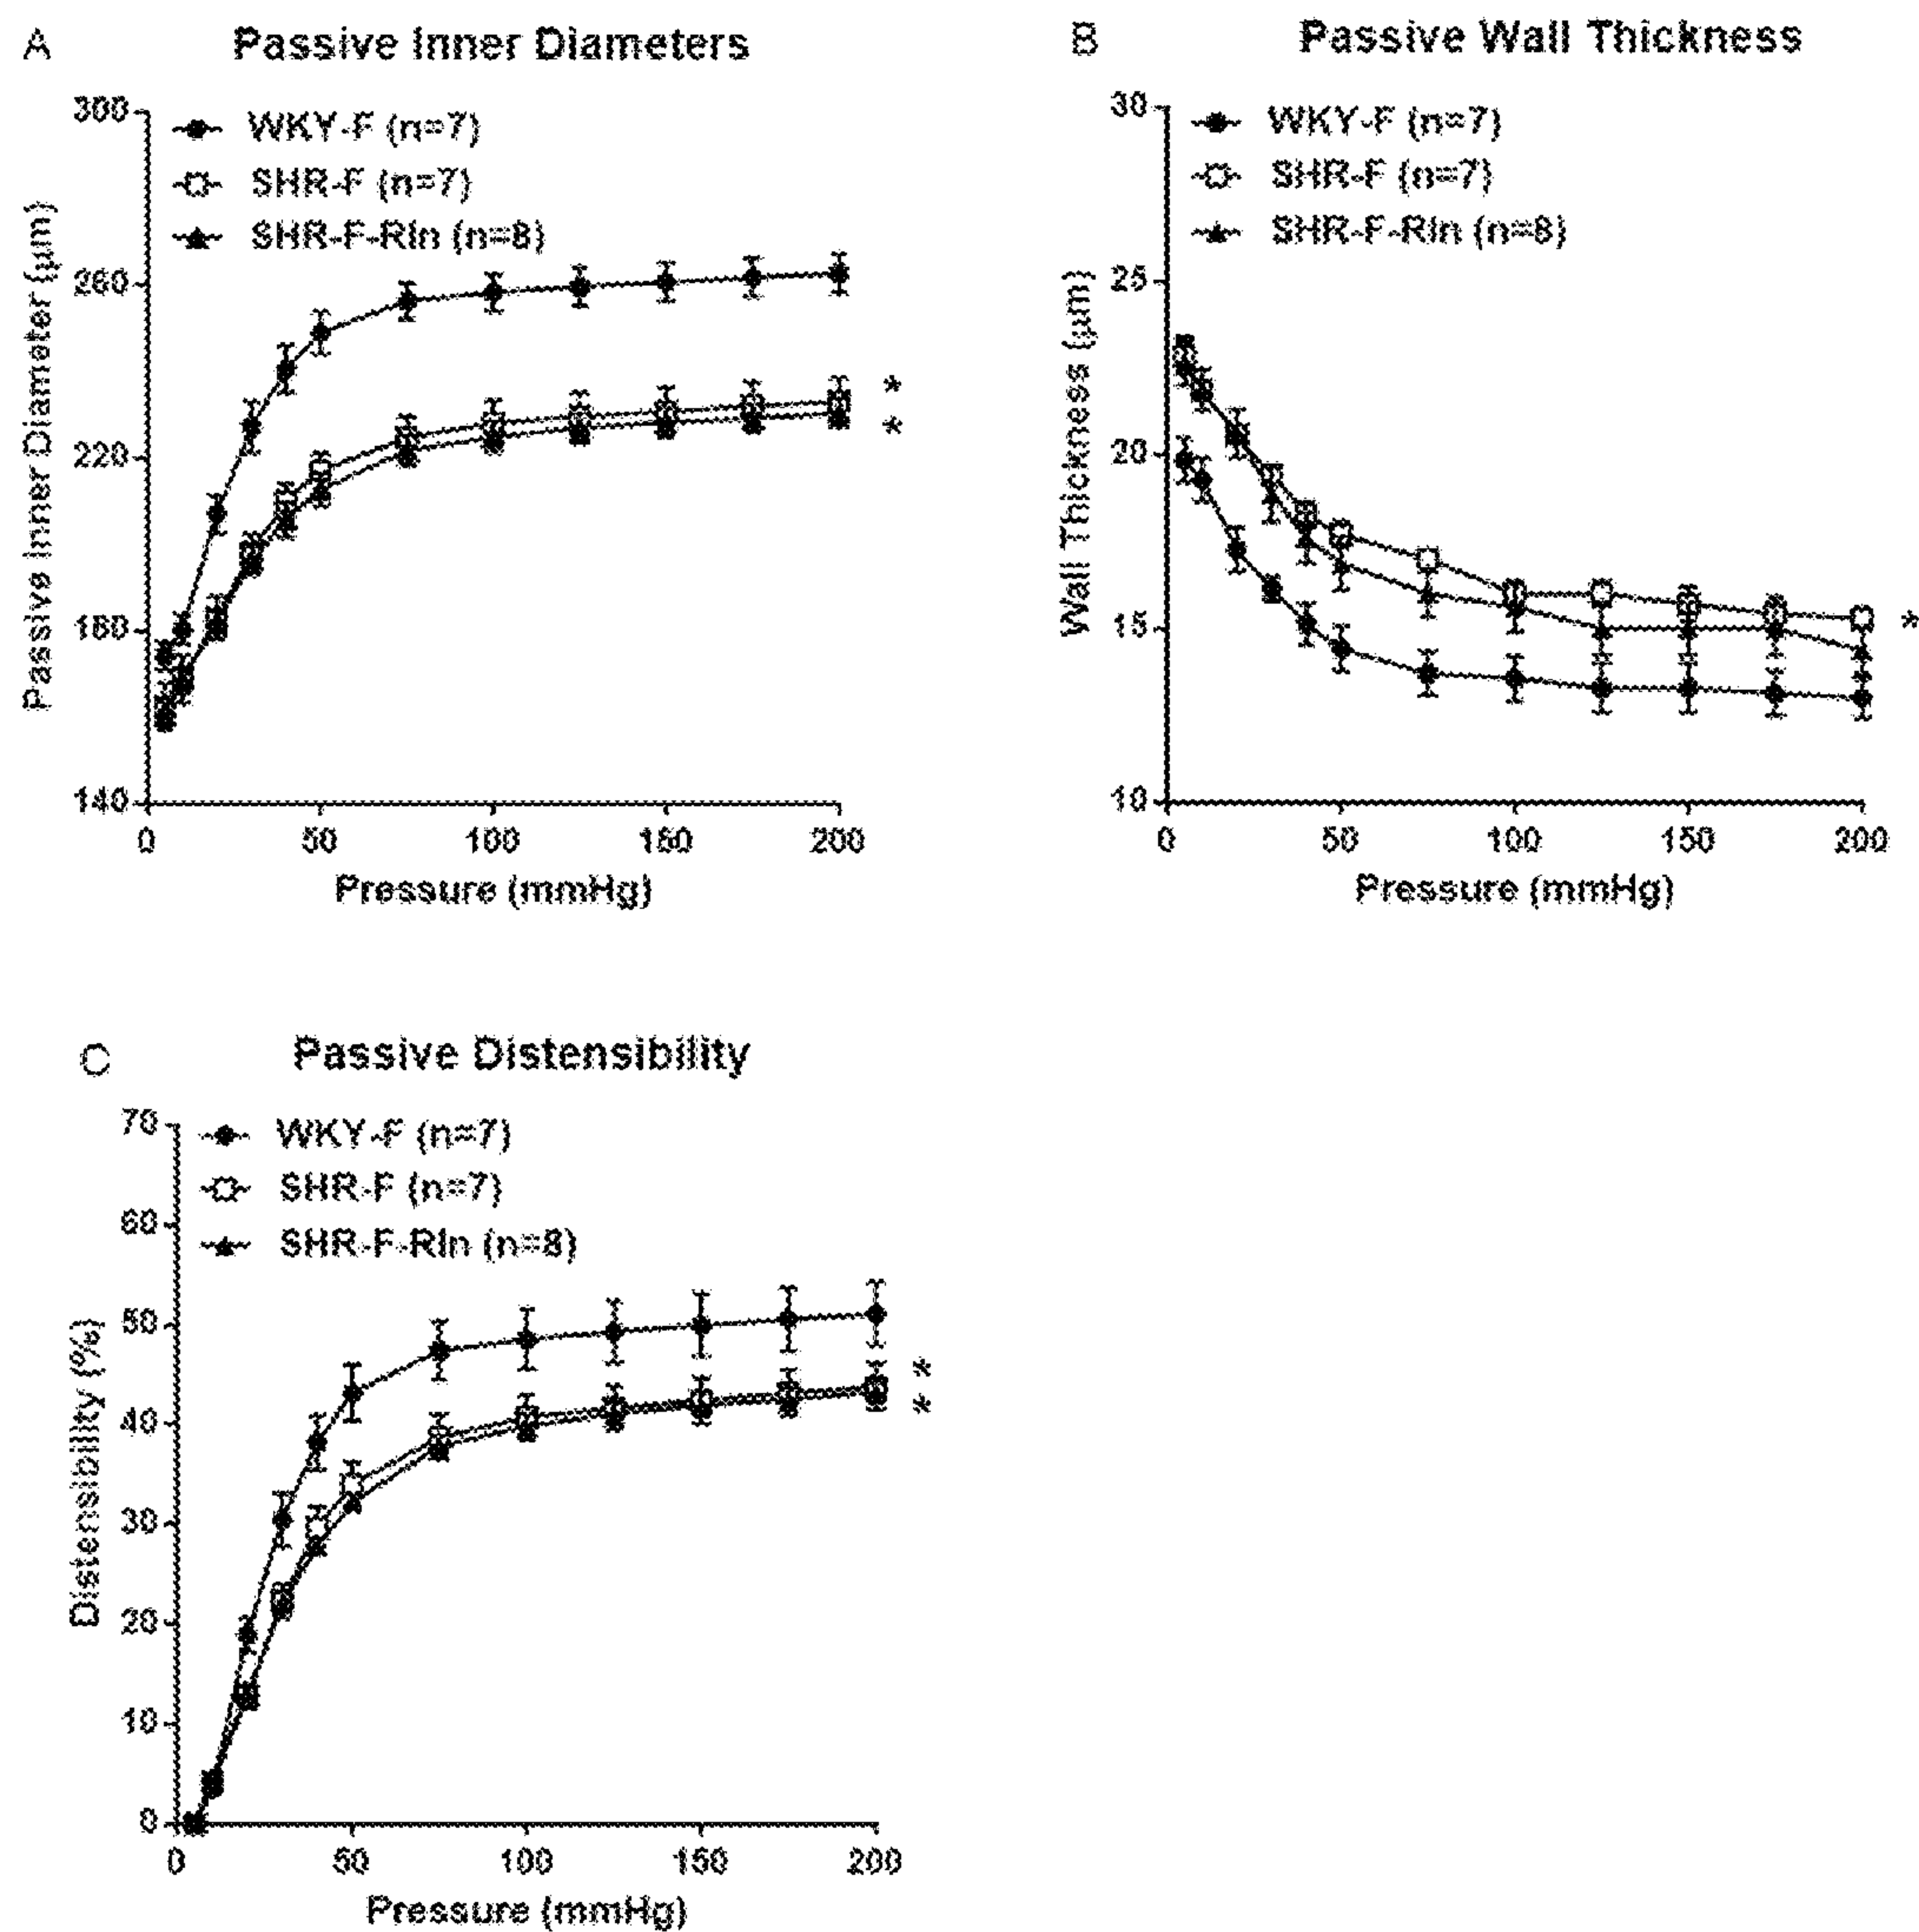 A
Passive Inner Diameters
300
260
220
180
140
Passive Inner Diameter (µm)
WKY-F (n=7)
SHR-F (n=7)
SHR-F-Rln (n=8)
*
*
0 50 100 150 200
Pressure (mmHg)
B
Passive Wall Thickness
30
25
20
15
10
Wall Thickness (µm)
WKY-F (n=7)
SHR-F (n=7)
SHR-F-Rln (n=8)
*
0 50 100 150 200
Pressure (mmHg)
C
Passive Distensibility
70
60
50
40
30
20
10
0
Distensibility (%)
WKY-F (n=7)
SHR-F (n=7)
SHR-F-Rln (n=8)
*
*
0 50 100 150 200
Pressure (mmHg)